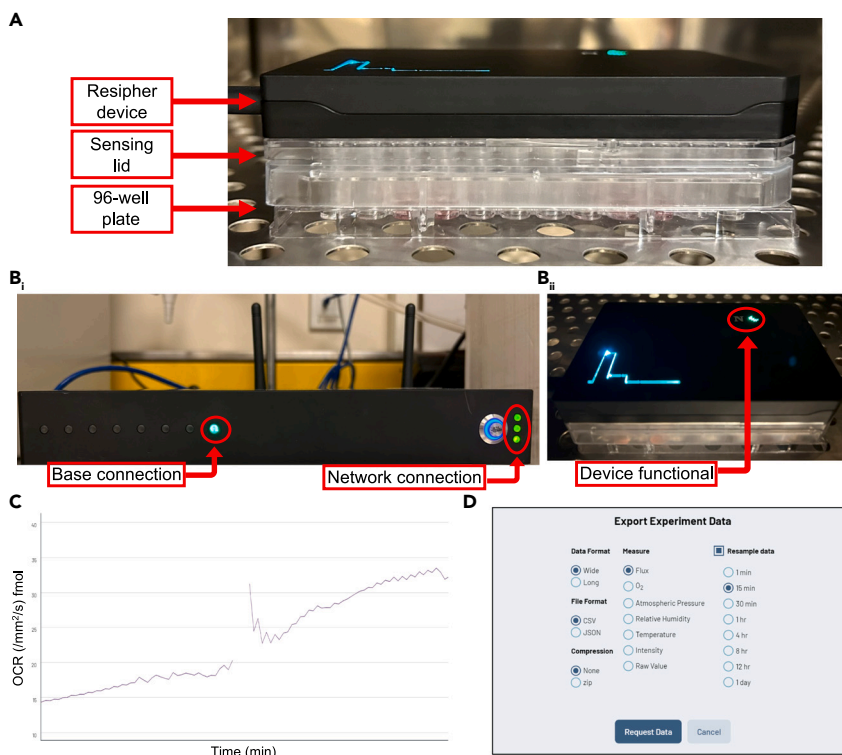 A
Resipher
device
Sensing
lid
96-well
plate
Bi
Bii
Base connection
Network connection
Device functional
C
OCR (/mm²/s) fmol
40
35
30
25
20
15
10
Time (min)
D
Export Experiment Data
Data Format
Measure
Resample data
Wide
Flux
1 min
Long
O₂
15 min
File Format
Atmospheric Pressure
30 min
CSV
Relative Humidity
1 hr
JSON
Temperature
4 hr
Compression
Intensity
8 hr
None
Raw Value
12 hr
zip
1 day
Request Data
Cancel